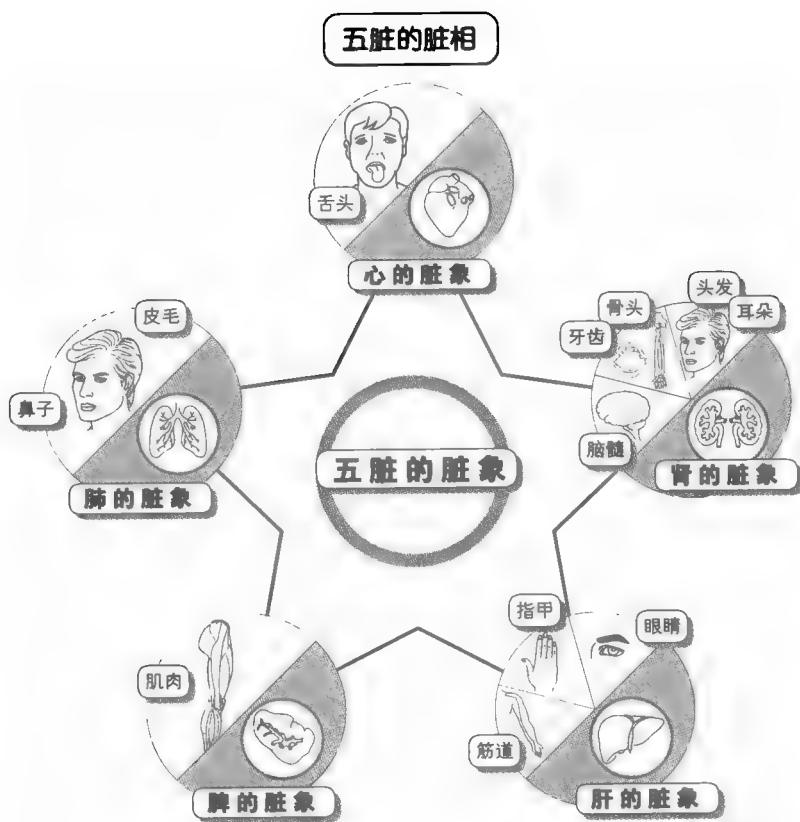 五脏的脏相
舌头
心的脏象
皮毛
鼻子
肺的脏象
头发
骨头
耳朵
牙齿
脑髓
肾的脏象
五脏的脏象
肌肉
脾的脏象
指甲
眼睛
筋道
肝的脏象